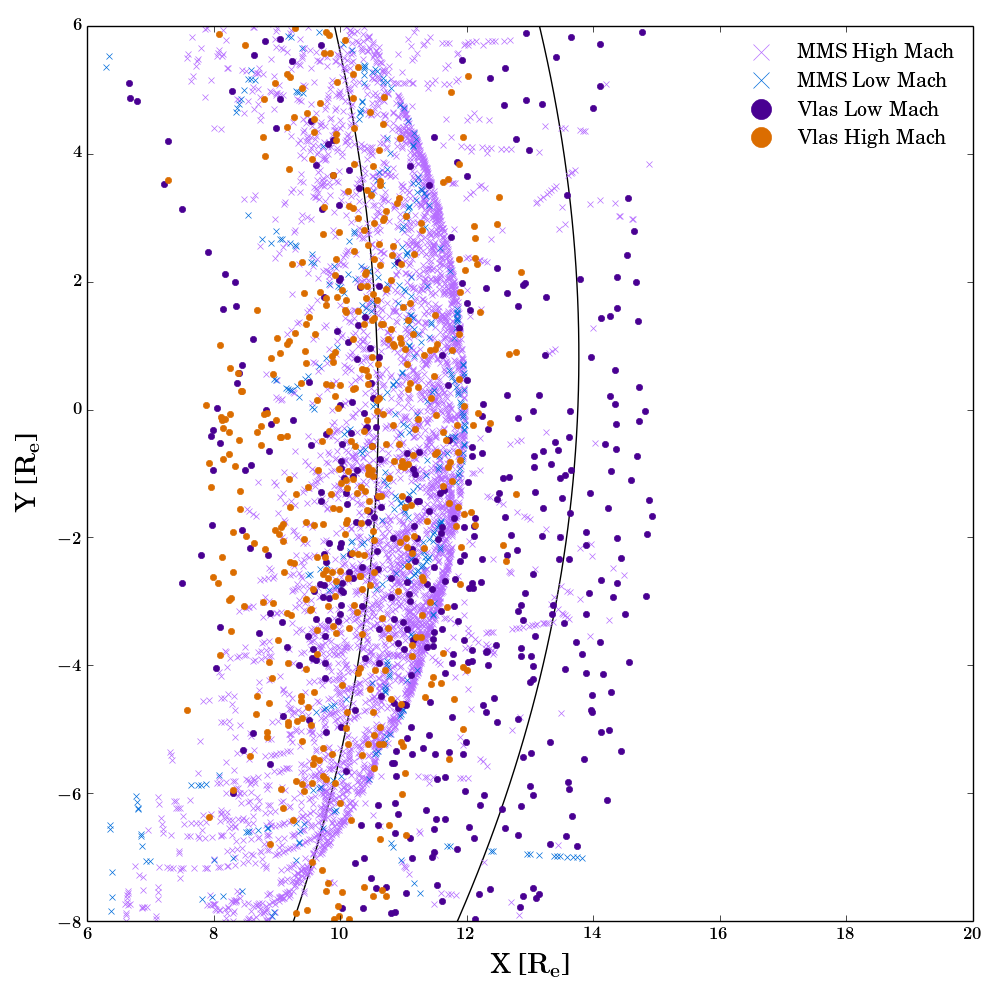 6
4
2
0
−2
−4
−6
−8
Y [Re]
MMS High Mach
MMS Low Mach
Vlas Low Mach
Vlas High Mach
6 8 10 12 14 16 18 20
X [Re]